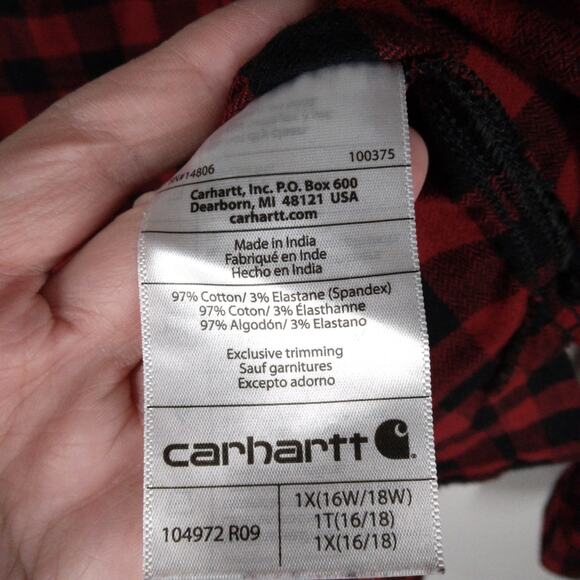 RN#14806 100375
Carhartt, Inc. P.O. Box 600
Dearborn, MI 48121 USA
carhartt.com
Made in India
Fabriqué en Inde
Hecho en India
97% Cotton/ 3% Elastane (Spandex)
97% Coton/ 3% Élasthanne
97% Algodón/ 3% Elastano
Exclusive trimming
Sauf garnitures
Excepto adorno
carhartt
104972 R09
1X(16W/18W)
1T(16/18)
1X(16/18)